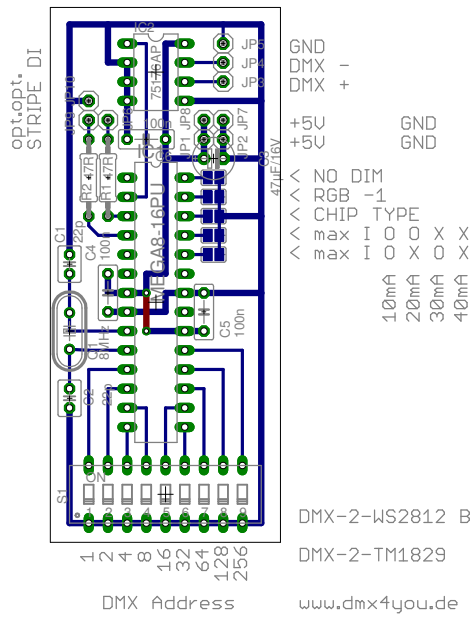 IC2
JP5 GND
JP4 DMX -
JP3 DMX +
75176AP
opt.opt.
STRIPE DI
JP10
JP9
100n
JP1 JP8 JP7 +5V GND
JP2 +5V GND
47uF/16V
R2 47R
R1 47R
MEGA8-16PU
< NO DIM
< RGB -1
< CHIP TYPE
< max I O O X X
< max I O X O X
10mA
20mA
30mA
40mA
C1
22p
C4
100n
C5
100n
Q1
8MHz
C2
22p
S1
ON
1 2 3 4 5 6 7 8 9
1 2 4 8 16 32 64 128 256
DMX Address
DMX-2-WS2812 B
DMX-2-TM1829
www.dmx4you.de